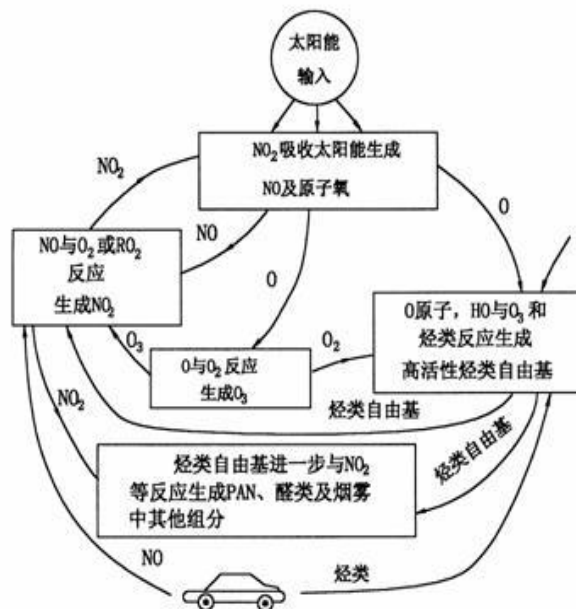 太阳能
输入
NO₂吸收太阳能生成
NO及原子氧
NO₂
NO
O
O
NO与O₂或RO₂
反应
生成NO₂
O原子，HO与O₃和
烃类反应生成
高活性烃类自由基
O₃
O与O₂反应
生成O₃
O₂
NO₂
烃类自由基
烃类自由基
烃类自由基进一步与NO₂
等反应生成PAN、醛类及烟雾
中其他组分
NO
烃类